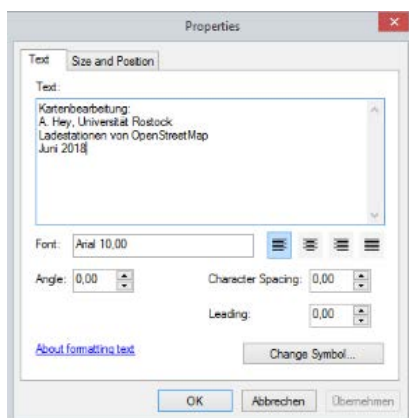 Properties
Text
Size and Position
Text:
Kartenbearbeitung:
A. Hey, Universität Rostock
Ladestationen von OpenStreetMap
Juni 2018
Font: Arial 10,00
Angle: 0,00 Character Spacing: 0,00
Leading: 0,00
About formatting text Change Symbol...
OK Abbrechen Übernehmen